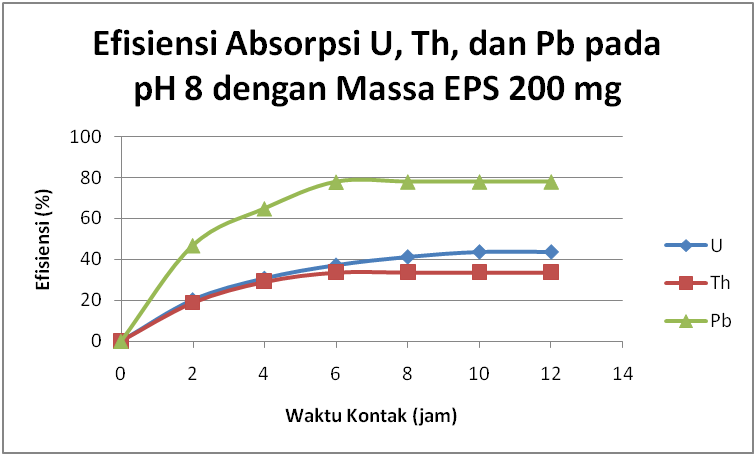 Efisiensi Absorpsi U, Th, dan Pb pada
pH 8 dengan Massa EPS 200 mg
100
80
60
40
20
0
Efisiensi (%)
0 2 4 6 8 10 12 14
Waktu Kontak (jam)
U
Th
Pb